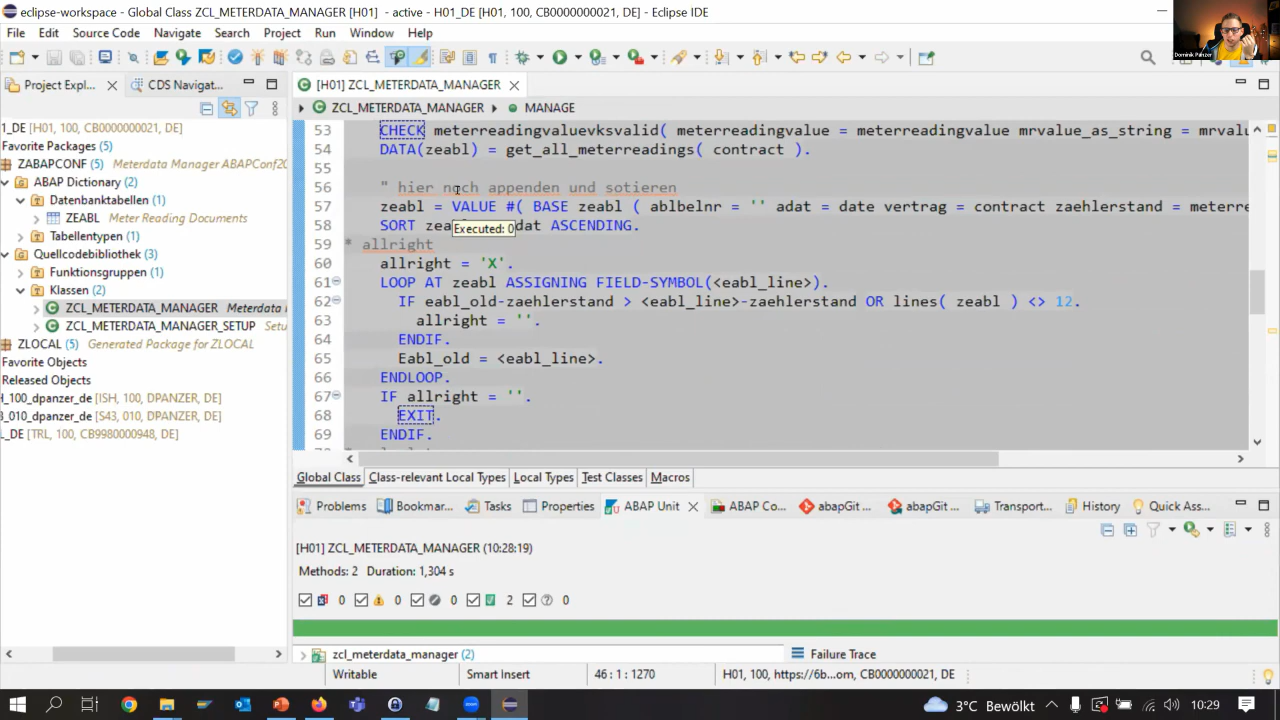 eclipse-workspace - Global Class ZCL_METERDATA_MANAGER [H01] - active - H01_DE [H01, 100, CB0000000021, DE] - Eclipse IDE
Dominik Panzer
File Edit Source Code Navigate Search Project Run Window Help
Project Expl... CDS Navigat...
[H01] ZCL_METERDATA_MANAGER
ZCL_METERDATA_MANAGER MANAGE
1_DE [H01, 100, CB0000000021, DE]
Favorite Packages (5)
ZABAPCONF (5) Meterdata Manager ABAPConf20
ABAP Dictionary (2)
Datenbanktabellen (1)
ZEABL Meter Reading Documents
Tabellentypen (1)
Quellcodebibliothek (3)
Funktionsgruppen (1)
Klassen (2)
ZCL_METERDATA_MANAGER Meterdata
ZCL_METERDATA_MANAGER_SETUP Setu
ZLOCAL (5) Generated Package for ZLOCAL
Favorite Objects
Released Objects
H_100_dpanzer_de [ISH, 100, DPANZER, DE]
3_010_dpanzer_de [S43, 010, DPANZER, DE]
L_DE [TRL, 100, CB9980000948, DE]
53 CHECK meterreadingvaluevksvalid( meterreadingvalue = meterreadingvalue mrvalue_as_string = mrvalu
54 DATA(zeabl) = get_all_meterreadings( contract ).
55
56 " hier noch appenden und sotieren
57 zeabl = VALUE #( BASE zeabl ( ablbelnr = '' adat = date vertrag = contract zaehlerstand = meterre
58 SORT zea dat ASCENDING.
Executed: 0
59 * allright
60 allright = 'X'.
61 LOOP AT zeabl ASSIGNING FIELD-SYMBOL(<eabl_line>).
62 IF eabl_old-zaehlerstand > <eabl_line>-zaehlerstand OR lines( zeabl ) <> 12.
63 allright = ''.
64 ENDIF.
65 Eabl_old = <eabl_line>.
66 ENDLOOP.
67 IF allright = ''.
68 EXIT.
69 ENDIF.
Global Class Class-relevant Local Types Local Types Test Classes Macros
Problems Bookmar... Tasks Properties ABAP Unit ABAP Co... abapGit ... abapGit ... Transport... History Quick Ass...
[H01] ZCL_METERDATA_MANAGER (10:28:19)
Methods: 2 Duration: 1,304 s
0 0 0 2 0
zcl_meterdata_manager (2) Failure Trace
Writable Smart Insert 46 : 1 : 1270 H01, 100, https://6b...om, CB0000000021, DE
3°C Bewölkt 10:29